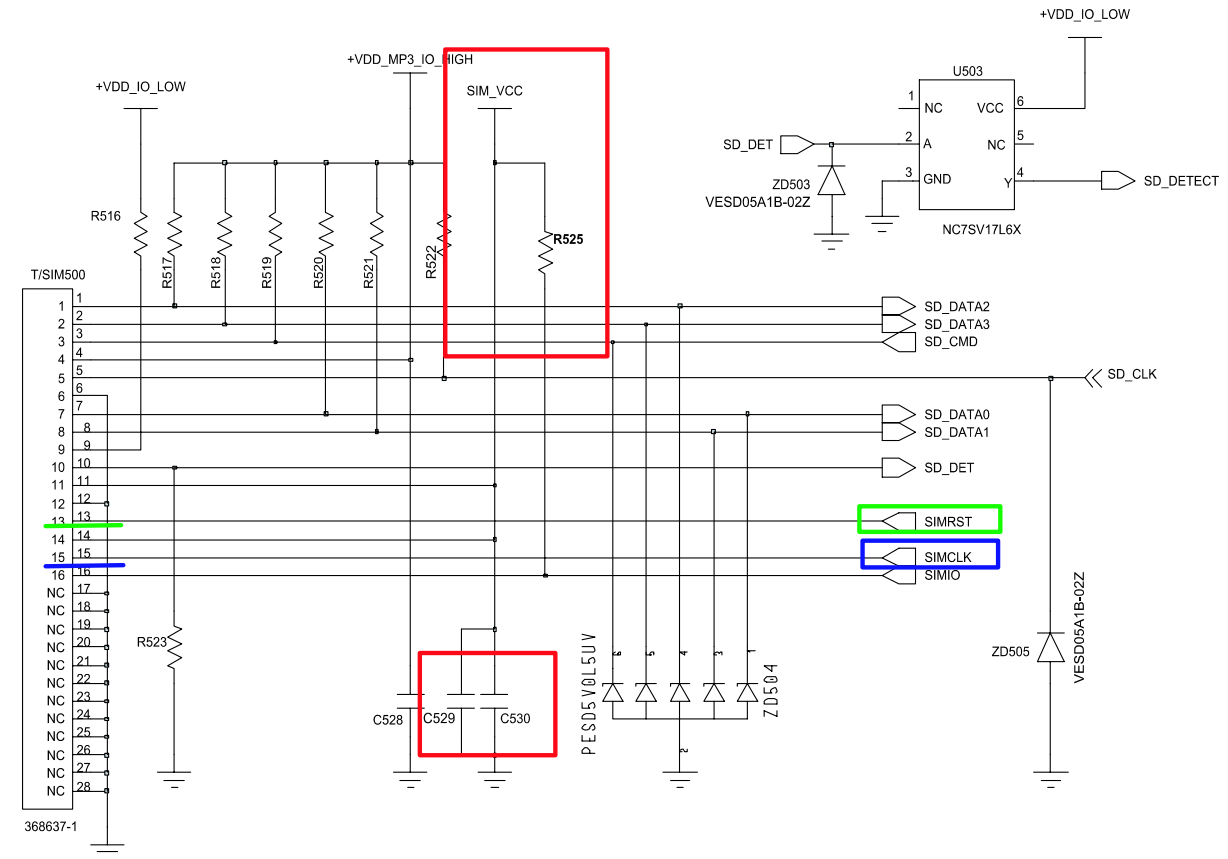 +VDD_IO_LOW
+VDD_MP3_IO_HIGH
+VDD_IO_LOW
SIM_VCC
U503
1 NC VCC 6
SD_DET 2 A NC 5
3 GND Y 4 SD_DETECT
ZD503
VESD05A1B-02Z
NC7SV17L6X
R516
R517
R518
R519
R520
R521
R522
R525
T/SIM500
1 1 SD_DATA2
2 2 SD_DATA3
3 3 SD_CMD
4 4
5 5 SD_CLK
6 6
7 7 SD_DATA0
8 8 SD_DATA1
9 9
10 10 SD_DET
11 11
12 12
13 13 SIMRST
14 14
15 15 SIMCLK
16 16 SIMIO
NC 17
NC 18
NC 19
NC 20
NC 21
NC 22
NC 23
NC 24
NC 25
NC 26
NC 27
NC 28
368637-1
R523
C528
C529
C530
PESD5V0L5UV
6 5 4 3 1
2
ZD504
ZD505
VESD05A1B-02Z